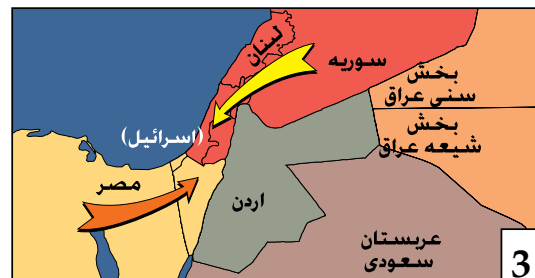 لبنان
سوریه
بخش
سنی عراق
(اسرائیل)
بخش
شیعه عراق
مصر
اردن
عربستان
سعودی
3